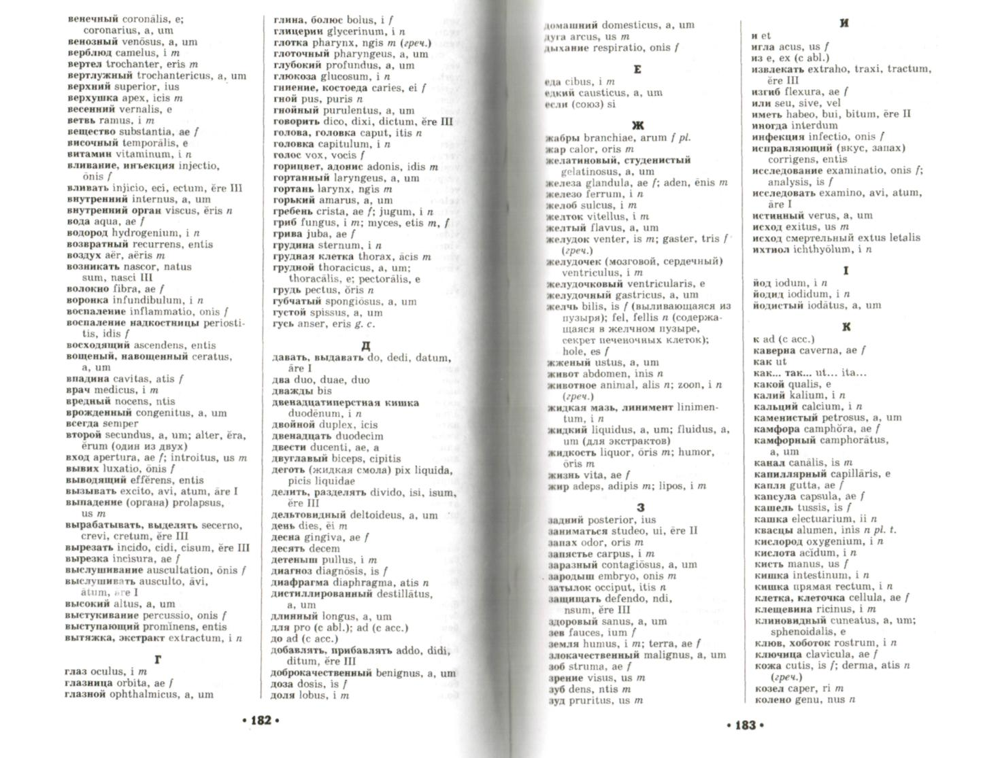 венечный coronālis, e;
coronarius, a, um
венозный venōsus, a, um
верблюд camelus, i m
вертел trochanter, eris m
вертлужный trochantericus, a, um
верхний superior, ius
верхушка apex, icis m
весенний vernalis, e
ветвь ramus, i m
вещество substantia, ae f
височный temporālis, e
витамин vitaminum, i n
вливание, инъекция injectio,
ōnis f
вливать injicio, eci, ectum, ĕre III
внутренний internus, a, um
внутренний орган viscus, ĕris n
вода aqua, ae f
водород hydrogenium, i n
возвратный recurrens, entis
воздух aër, aëris m
возникать nascor, natus
sum, nasci III
волокно fibra, ae f
воронка infundibulum, i n
воспаление inflammatio, onis f
воспаление надкостницы periosti-
tis, idis f
восходящий ascendens, entis
вощеный, навощенный ceratus,
a, um
впадина cavitas, atis f
врач medicus, i m
вредный nocens, ntis
врожденный congenitus, a, um
всегда semper
второй secundus, a, um; alter, ĕra,
ĕrum (один из двух)
вход apertura, ae f; introitus, us m
вывих luxatio, ōnis f
выводящий effĕrens, entis
вызывать excito, avi, atum, āre I
выпадение (органа) prolapsus,
us m
вырабатывать, выделять secerno,
crevi, cretum, ĕre III
вырезать incido, cidi, cisum, ĕre III
вырезка incisura, ae f
выслушивание auscultation, ōnis f
выслушивать ausculto, āvi,
ātum, āre I
высокий altus, a, um
выстукивание percussio, onis f
выступающий promĭnens, entis
вытяжка, экстракт extractum, i n
Г
глаз oculus, i m
глазница orbita, ae f
глазной ophthalmicus, a, um
глина, болюс bolus, i f
глицерин glycerinum, i n
глотка pharynx, ngis m (греч.)
глоточный pharyngeus, a, um
глубокий profundus, a, um
глюкоза glucosum, i n
гниение, костоеда caries, ei f
гной pus, puris n
гнойный purulentus, a, um
говорить dico, dixi, dictum, ĕre III
голова, головка caput, itis n
головка capitulum, i n
голос vox, vocis f
горицвет, адонис adonis, idis m
гортанный laryngeus, a, um
гортань larynx, ngis m
горький amarus, a, um
гребень crista, ae f; jugum, i n
гриб fungus, i m; myces, etis m, f
грива juba, ae f
грудина sternum, i n
грудная клетка thorax, ācis m
грудной thoracicus, a, um;
thoracālis, e; pectorālis, e
грудь pectus, ŏris n
губчатый spongiōsus, a, um
густой spissus, a, um
гусь anser, eris g. c.
Д
давать, выдавать do, dedi, datum,
āre I
два duo, duae, duo
дважды bis
двенадцатиперстная кишка
duodēnum, i n
двойной duplex, icis
двенадцать duodecim
двести ducenti, ae, a
двуглавый biceps, cipitis
деготь (жидкая смола) pix liquida,
picis liquidae
делить, разделять divido, isi, isum,
ĕre III
дельтовидный deltoideus, a, um
день dies, ēi m
десна gingiva, ae f
десять decem
детеныш pullus, i m
диагноз diagnōsis, is f
диафрагма diaphragma, atis n
дистиллированный destillātus,
a, um
длинный longus, a, um
для pro (с abl.); ad (с acc.)
до ad (с acc.)
добавлять, прибавлять addo, didi,
ditum, ĕre III
доброкачественный benignus, a, um
доза dosis, is f
доля lobus, i m
• 182 •
домашний domesticus, a, um
дуга arcus, us m
дыхание respiratio, onis f
Е
еда cibus, i m
едкий causticus, a, um
если (союз) si
Ж
жабры branchiae, arum f pl.
жар calor, oris m
желатиновый, студенистый
gelatinosus, a, um
железа glandula, ae f; aden, ēnis m
железо ferrum, i n
желоб sulcus, i m
желток vitellus, i m
желтый flavus, a, um
желудок venter, is m; gaster, tris f
(греч.)
желудочек (мозговой, сердечный)
ventriculus, i m
желудочковый ventricularis, e
желудочный gastricus, a, um
желчь bilis, is f (выливающаяся из
пузыря); fel, fellis n (содержа-
щаяся в желчном пузыре,
секрет печеночных клеток);
hole, es f
жженый ustus, a, um
живот abdomen, inis n
животное animal, alis n; zoon, i n
(греч.)
жидкая мазь, линимент linimen-
tum, i n
жидкий liquidus, a, um; fluidus, a,
um (для экстрактов)
жидкость liquor, ōris m; humor,
ōris m
жизнь vita, ae f
жир adeps, adipis m; lipos, i m
З
задний posterior, ius
заниматься studeo, ui, ēre II
запах odor, oris m
запястье carpus, i m
заразный contagiōsus, a, um
зародыш embryo, onis m
затылок occiput, itis n
защищать defendo, ndi,
nsum, ĕre III
здоровый sanus, a, um
зев fauces, ium f
земля humus, i m; terra, ae f
злокачественный malignus, a, um
зоб struma, ae f
зрение visus, us m
зуб dens, ntis m
зуд pruritus, us m
И
и et
игла acus, us f
из e, ex (с abl.)
извлекать extraho, traxi, tractum,
ĕre III
изгиб flexura, ae f
или seu, sive, vel
иметь habeo, bui, bitum, ēre II
иногда interdum
инфекция infectio, onis f
исправляющий (вкус, запах)
corrigens, entis
исследование examinatio, onis f;
analysis, is f
исследовать examino, avi, atum,
āre I
истинный verus, a, um
исход exitus, us m
исход смертельный extus letalis
ихтиол ichthyōlum, i n
I
йод iodum, i n
йодид iodidum, i n
йодистый iodātus, a, um
К
к ad (с acc.)
каверна caverna, ae f
как ut
как... так... ut... ita...
какой qualis, e
калий kalium, i n
кальций calcium, i n
каменистый petrosus, a, um
камфора camphŏra, ae f
камфорный camphorātus,
a, um
канал canālis, is m
капиллярный capillāris, e
капля gutta, ae f
капсула capsula, ae f
кашель tussis, is f
кашка electuarium, ii n
квасцы alumen, inis n pl. t.
кислород oxygenium, i n
кислота acĭdum, i n
кисть manus, us f
кишка intestinum, i n
кишка прямая rectum, i n
клетка, клеточка cellula, ae f
клещевина ricinus, i m
клиновидный cuneatus, a, um;
sphenoidalis, e
клюв, хоботок rostrum, i n
ключица clavicula, ae f
кожа cutis, is f; derma, atis n
(греч.)
козел caper, ri m
колено genu, nus n
• 183 •